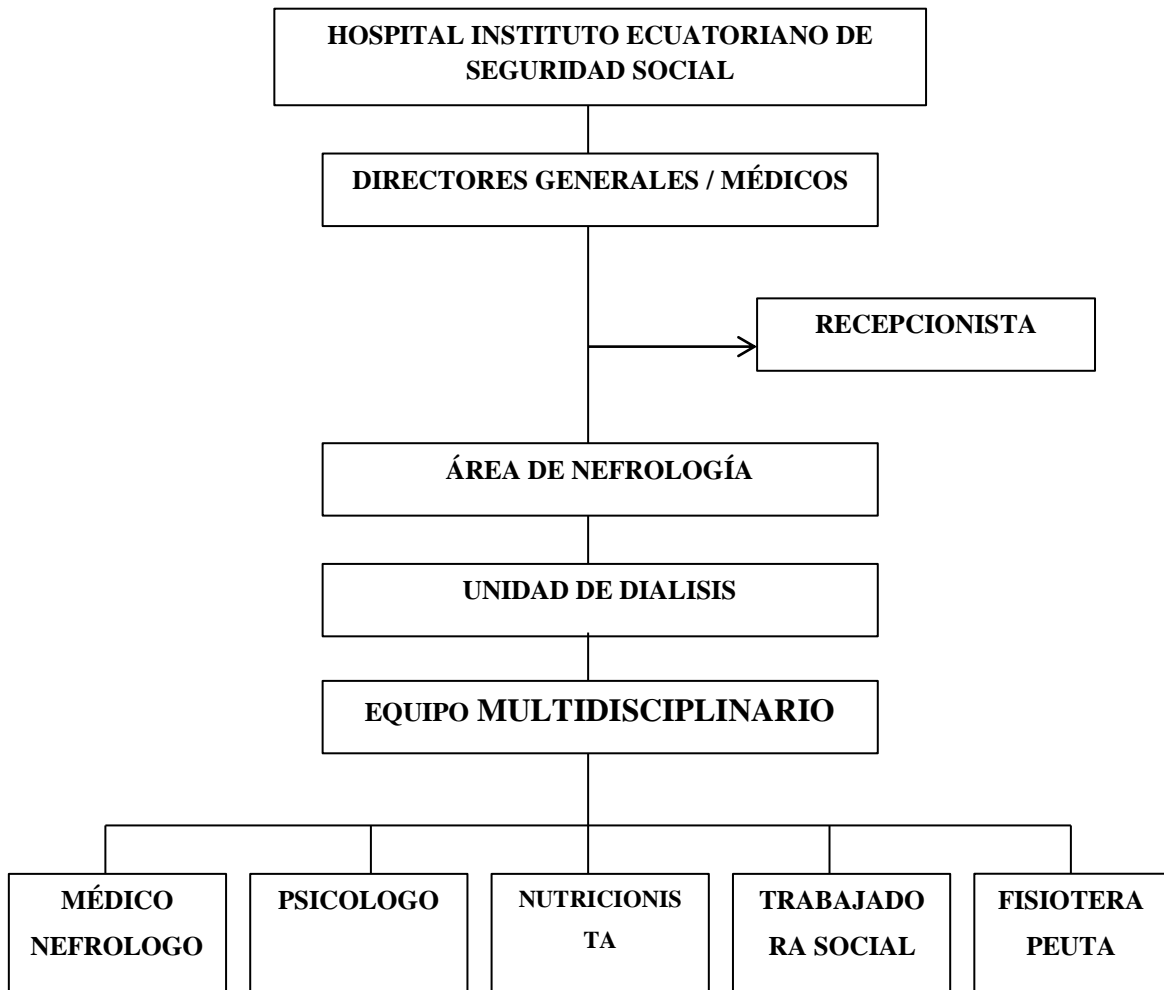 HOSPITAL INSTITUTO ECUATORIANO DE
SEGURIDAD SOCIAL
DIRECTORES GENERALES / MÉDICOS
RECEPCIONISTA
ÁREA DE NEFROLOGÍA
UNIDAD DE DIALISIS
EQUIPO MULTIDISCIPLINARIO
MÉDICO
NEFROLOGO
PSICOLOGO
NUTRICIONIS
TA
TRABAJADO
RA SOCIAL
FISIOTERA
PEUTA